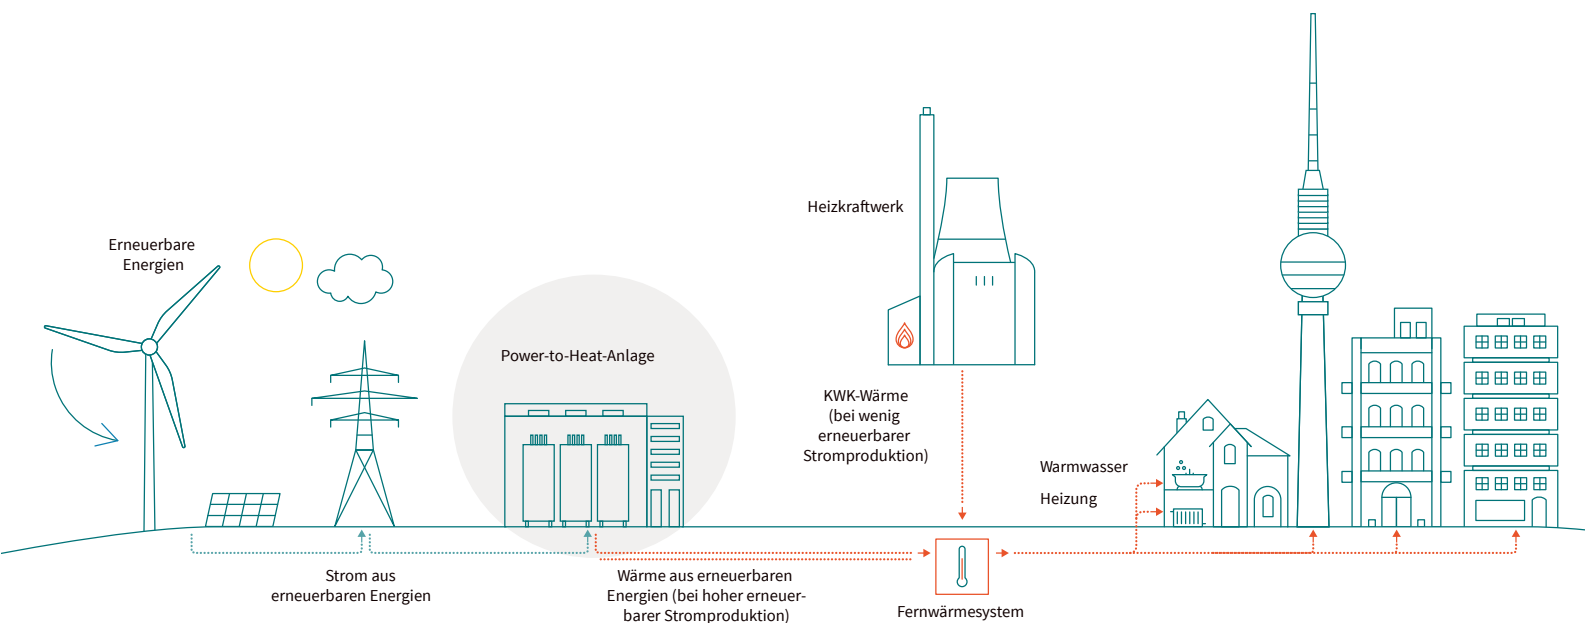 Erneuerbare
Energien
Power-to-Heat-Anlage
Heizkraftwerk
KWK-Wärme
(bei wenig
erneuerbarer
Stromproduktion)
Warmwasser
Heizung
Strom aus
erneuerbaren Energien
Wärme aus erneuerbaren
Energien (bei hoher erneuer-
barer Stromproduktion)
Fernwärmesystem